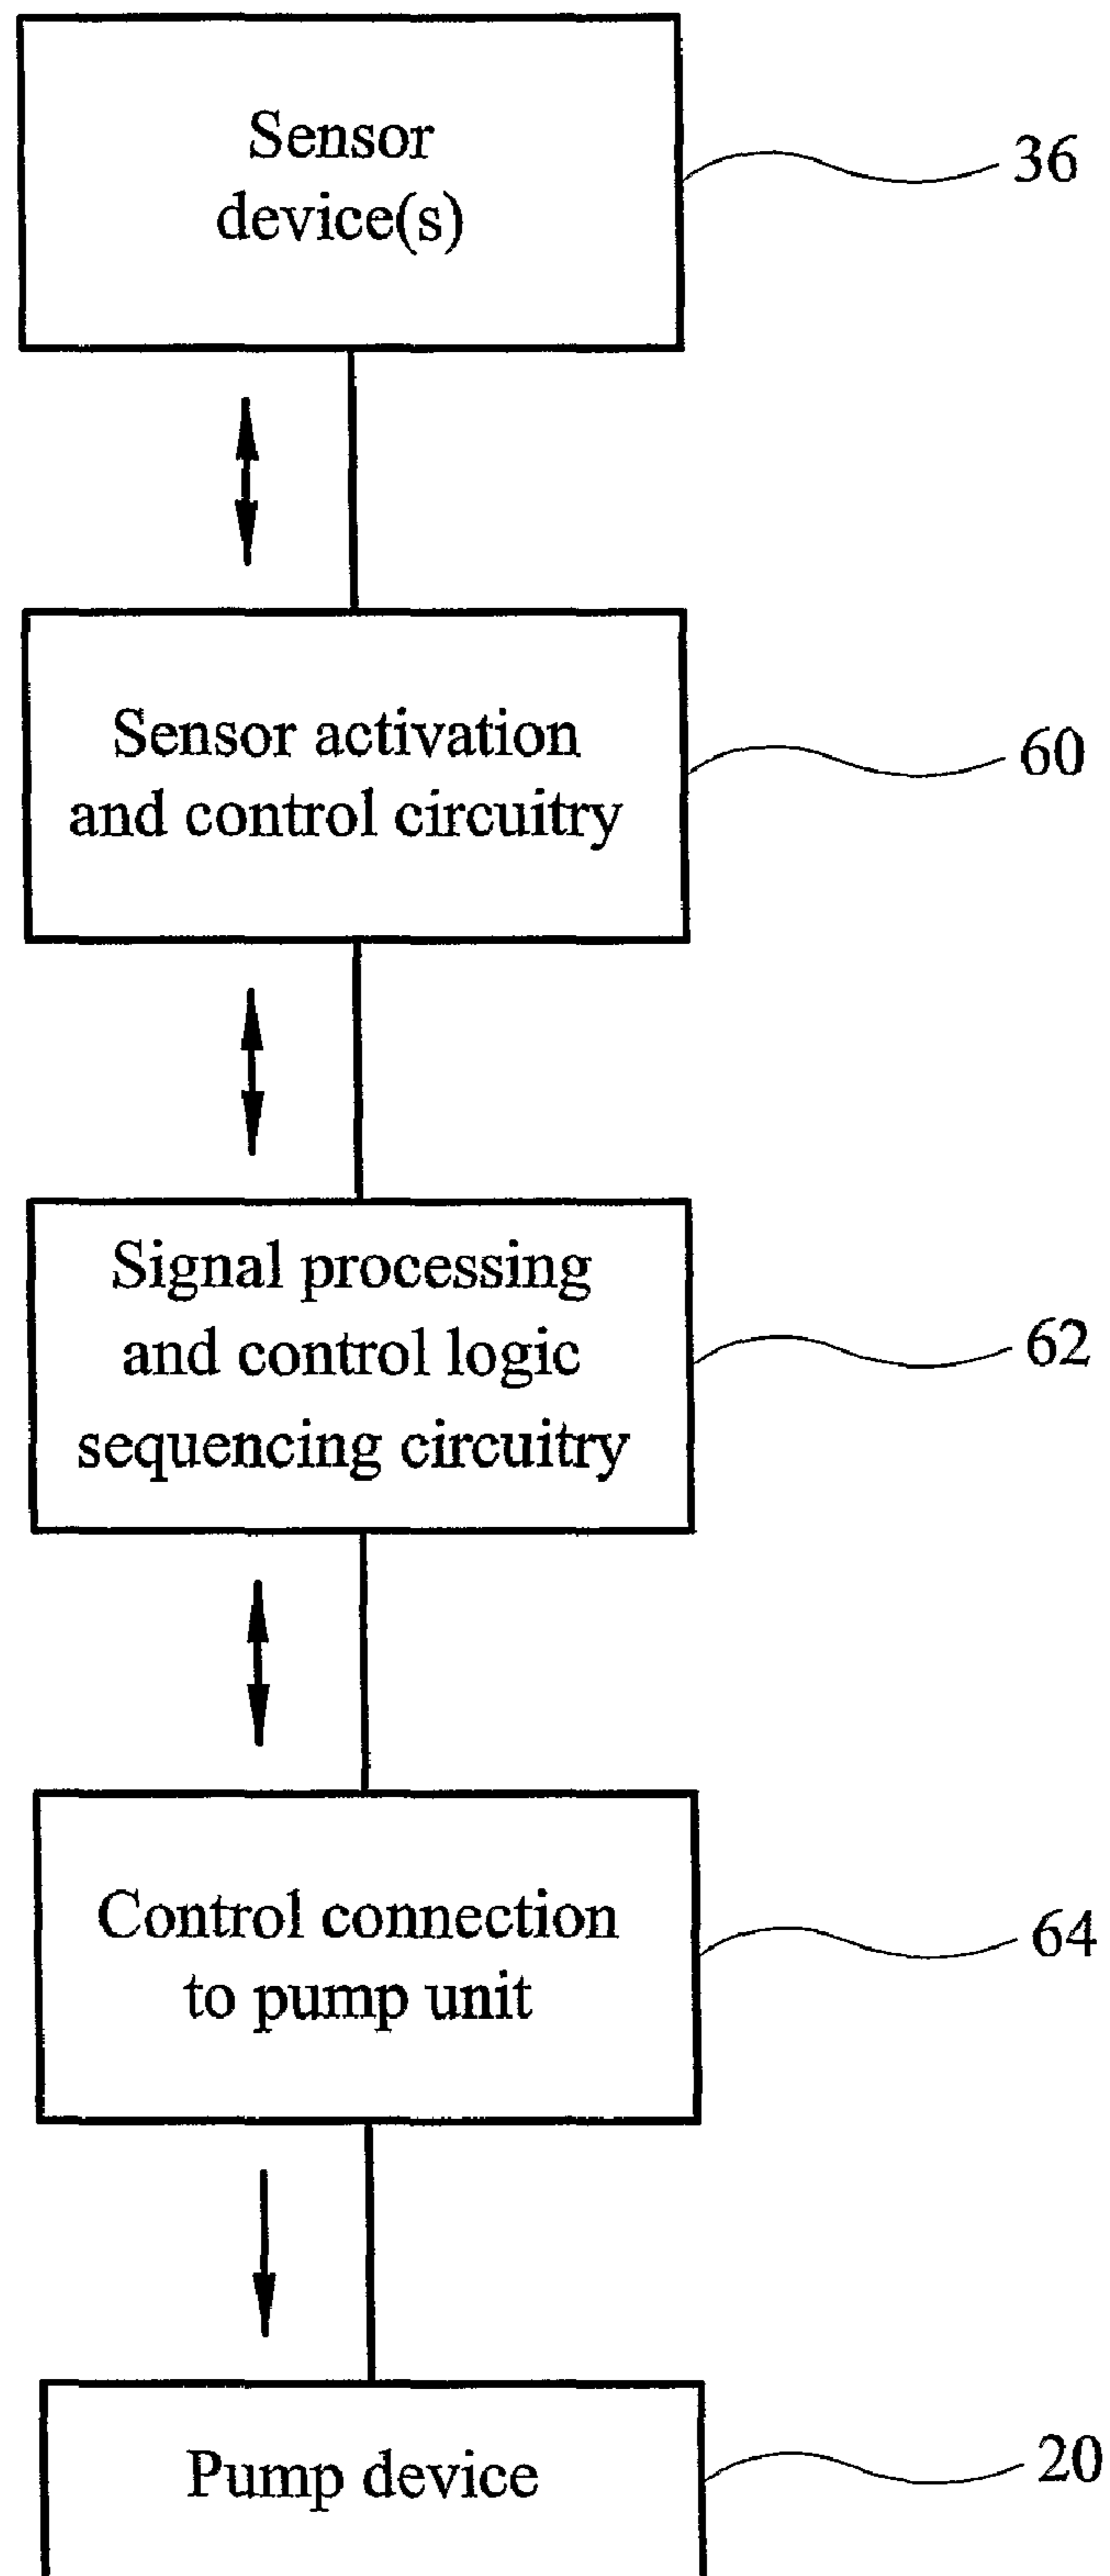 Sensor
device(s)
36
Sensor activation
and control circuitry
60
Signal processing
and control logic
sequencing circuitry
62
Control connection
to pump unit
64
Pump device
20